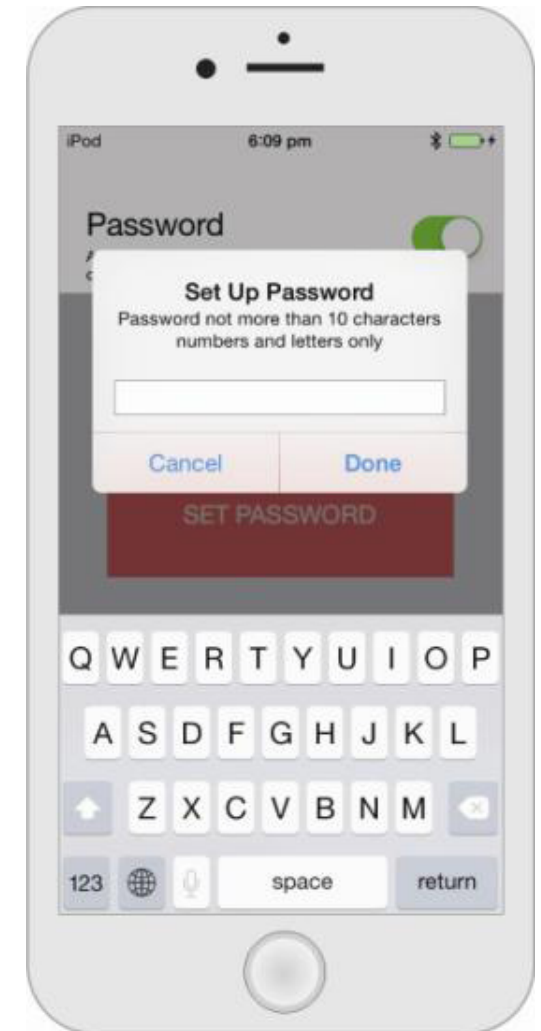 iPod 6:09 pm
Password
Set Up Password
Password not more than 10 characters
numbers and letters only
Cancel Done
SET PASSWORD
Q W E R T Y U I O P
A S D F G H J K L
Z X C V B N M
123 space return